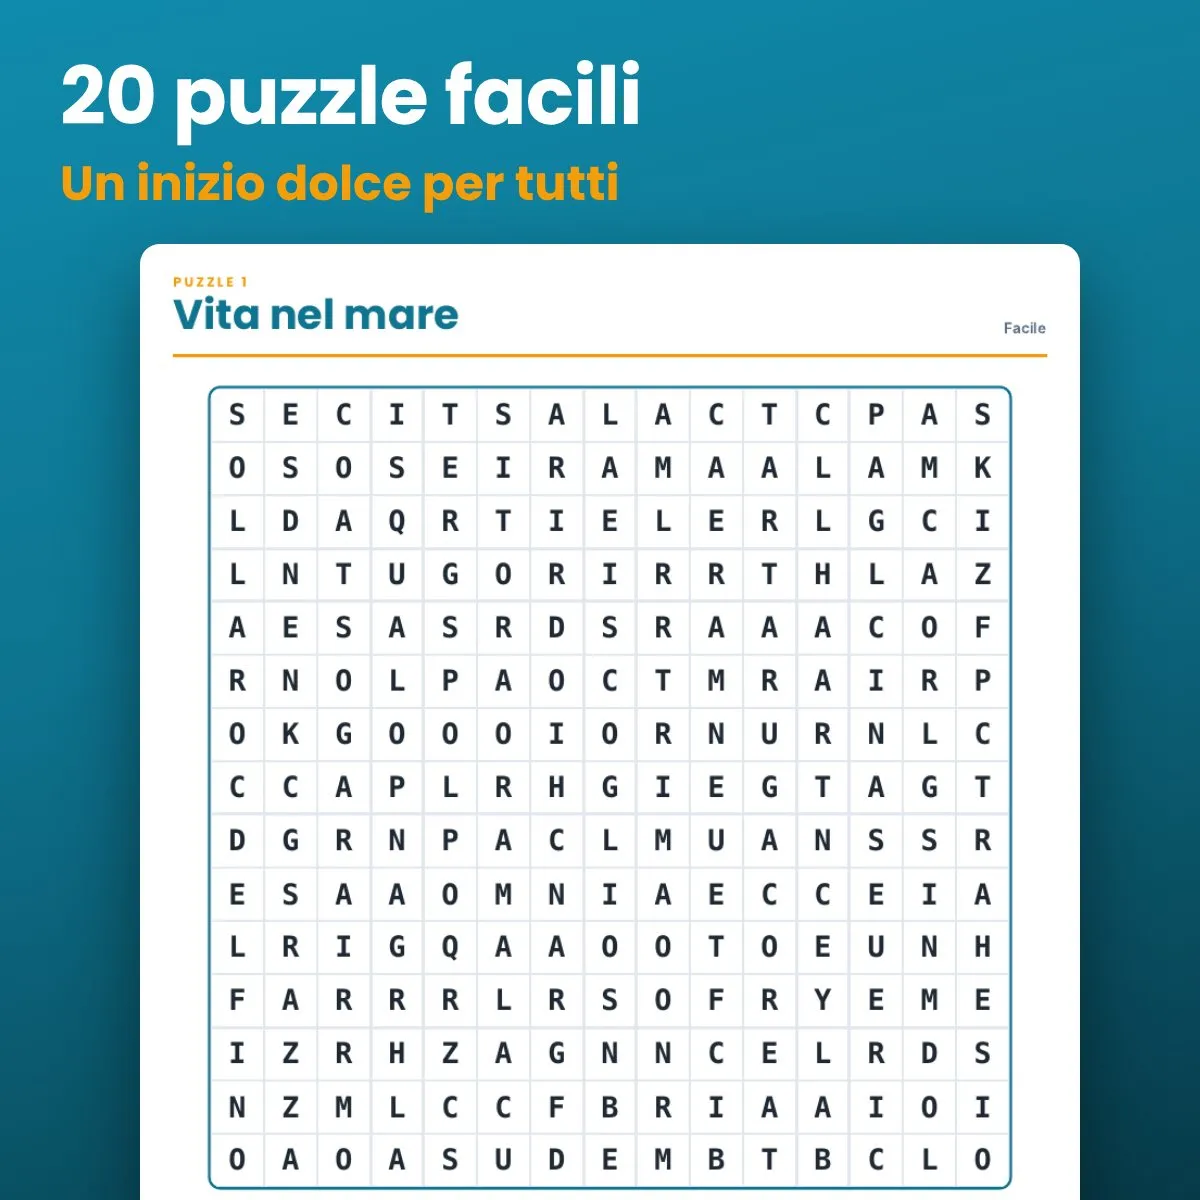 20 puzzle facili
Un inizio dolce per tutti
PUZZLE 1
Vita nel mare
Facile
S E C I T S A L A C T C P A S
O S O S E I R A M A A L A M K
L D A Q R T I E L E R L G C I
L N T U G O R I R R T H L A Z
A E S A S R D S R A A A C O F
R N O L P A O C T M R A I R P
O K G O O O I O R N U R N L C
C C A P L R H G I E G T A G T
D G R N P A C L M U A N S S R
E S A A O M N I A E C C E I A
L R I G Q A A O O T O E U N H
F A R R R L R S O F R Y E M E
I Z R H Z A G N N C E L R D S
N Z M L C C F B R I A A I O I
O A O A S U D E M B T B C L O